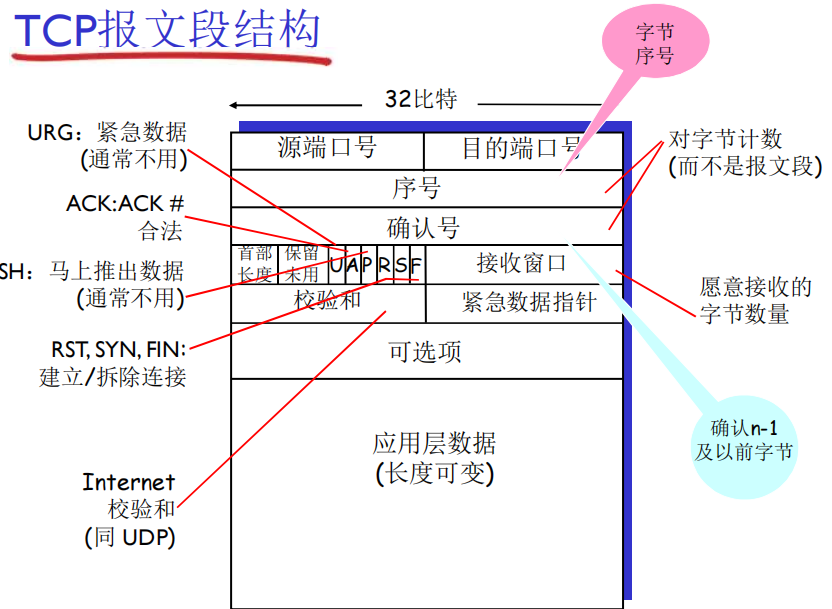 TCP报文段结构
字节
序号
32比特
URG：紧急数据
(通常不用)
源端口号
目的端口号
对字节计数
(而不是报文段)
序号
ACK:ACK #
合法
确认号
首部
长度
保留
未用
U A P R S F
接收窗口
SH：马上推出数据
(通常不用)
校验和
紧急数据指针
愿意接收的
字节数量
RST, SYN, FIN:
建立/拆除连接
可选项
确认n-1
及以前字节
应用层数据
(长度可变)
Internet
校验和
(同 UDP)